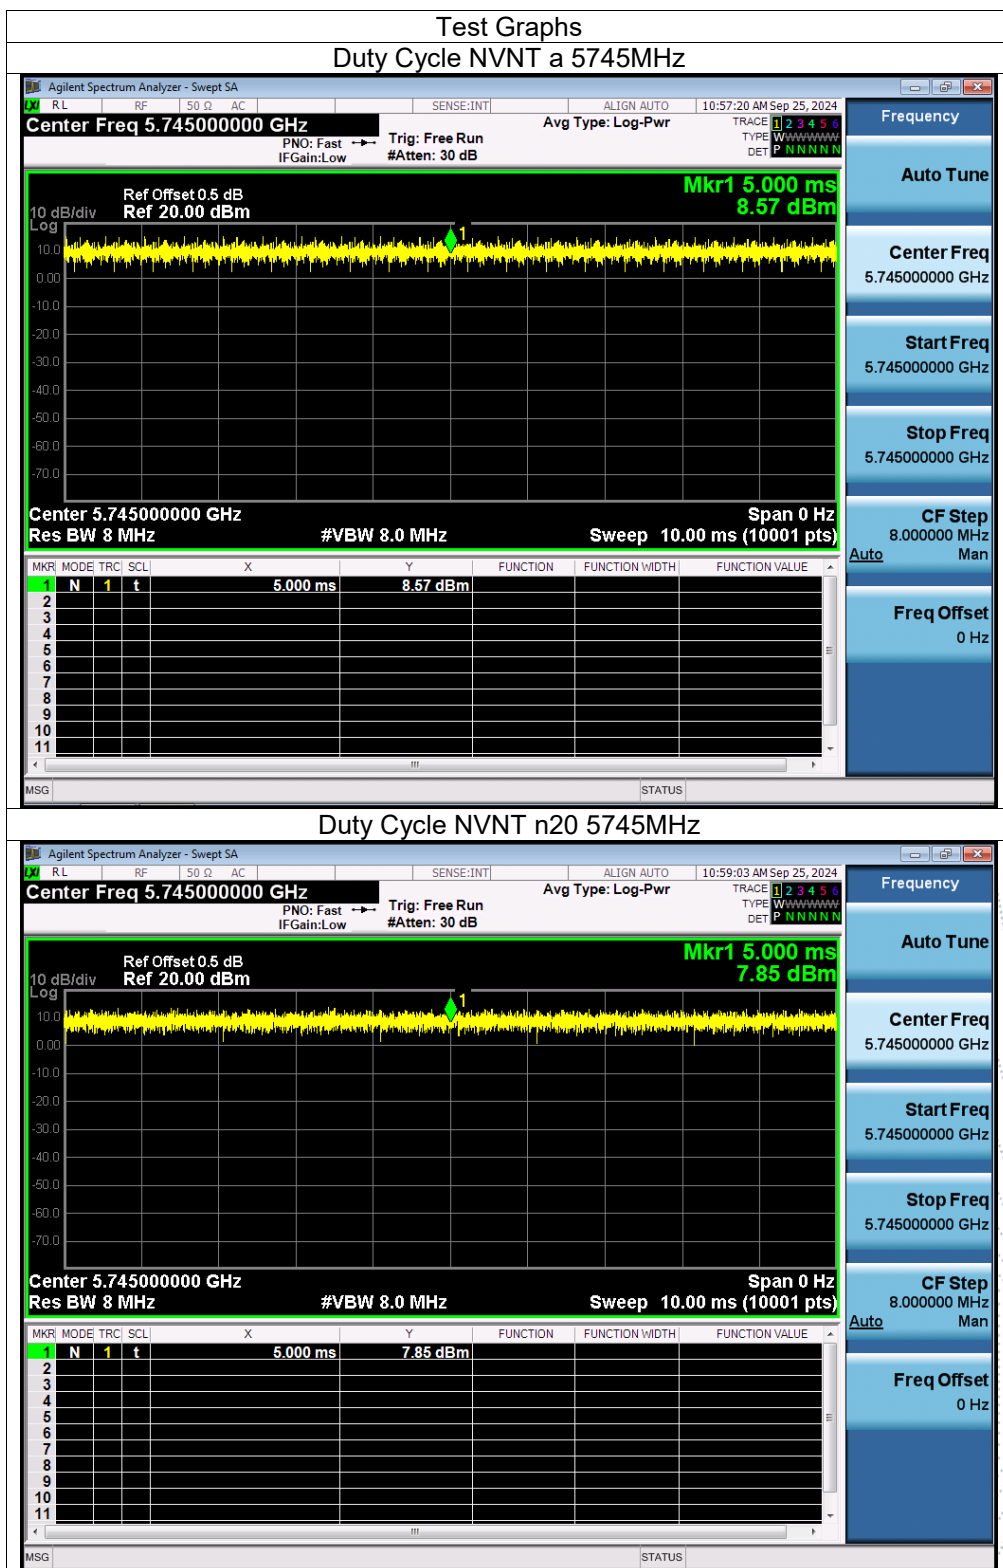 Test Graphs
Duty Cycle NVNT a 5745MHz
Agilent Spectrum Analyzer - Swept SA
LXI RL RF 50 Ω AC SENSE:INT ALIGN AUTO 10:57:20 AM Sep 25, 2024
Center Freq 5.745000000 GHz Avg Type: Log-Pwr TRACE 1 2 3 4 5 6
PNO: Fast Trig: Free Run TYPE WWWWWW
IFGain:Low #Atten: 30 dB DET P N N N N N
Frequency
Mkr1 5.000 ms
8.57 dBm
Ref Offset 0.5 dB
10 dB/div Ref 20.00 dBm
Log
1
10.0
0.00
-10.0
-20.0
-30.0
-40.0
-50.0
-60.0
-70.0
Center 5.745000000 GHz Span 0 Hz
Res BW 8 MHz #VBW 8.0 MHz Sweep 10.00 ms (10001 pts)
MKR MODE TRC SCL X Y FUNCTION FUNCTION WIDTH FUNCTION VALUE
1 N 1 t 5.000 ms 8.57 dBm
2
3
4
5
6
7
8
9
10
11
MSG STATUS
Auto Tune
Center Freq
5.745000000 GHz
Start Freq
5.745000000 GHz
Stop Freq
5.745000000 GHz
CF Step
8.000000 MHz
Auto Man
Freq Offset
0 Hz
Duty Cycle NVNT n20 5745MHz
Agilent Spectrum Analyzer - Swept SA
LXI RL RF 50 Ω AC SENSE:INT ALIGN AUTO 10:59:03 AM Sep 25, 2024
Center Freq 5.745000000 GHz Avg Type: Log-Pwr TRACE 1 2 3 4 5 6
PNO: Fast Trig: Free Run TYPE WWWWWW
IFGain:Low #Atten: 30 dB DET P N N N N N
Frequency
Mkr1 5.000 ms
7.85 dBm
Ref Offset 0.5 dB
10 dB/div Ref 20.00 dBm
Log
1
10.0
0.00
-10.0
-20.0
-30.0
-40.0
-50.0
-60.0
-70.0
Center 5.745000000 GHz Span 0 Hz
Res BW 8 MHz #VBW 8.0 MHz Sweep 10.00 ms (10001 pts)
MKR MODE TRC SCL X Y FUNCTION FUNCTION WIDTH FUNCTION VALUE
1 N 1 t 5.000 ms 7.85 dBm
2
3
4
5
6
7
8
9
10
11
MSG STATUS
Auto Tune
Center Freq
5.745000000 GHz
Start Freq
5.745000000 GHz
Stop Freq
5.745000000 GHz
CF Step
8.000000 MHz
Auto Man
Freq Offset
0 Hz